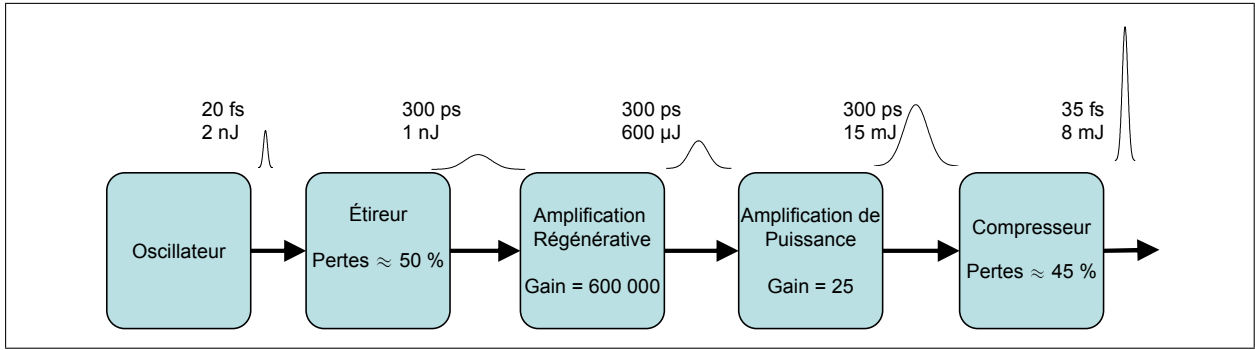 20 fs
2 nJ
300 ps
1 nJ
300 ps
600 µJ
300 ps
15 mJ
35 fs
8 mJ
Oscillateur
Étireur
Pertes ≈ 50 %
Amplification
Régénérative
Gain = 600 000
Amplification de
Puissance
Gain = 25
Compresseur
Pertes ≈ 45 %